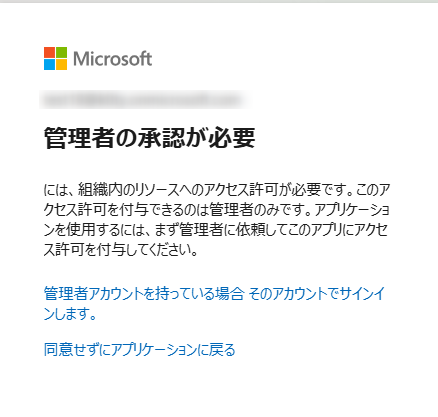 Microsoft
管理者の承認が必要
には、組織内のリソースへのアクセス許可が必要です。このア
クセス許可を付与できるのは管理者のみです。アプリケーショ
ンを使用するには、まず管理者に依頼してこのアプリにアクセ
ス許可を付与してください。
管理者アカウントを持っている場合 そのアカウントでサインイ
ンします。
同意せずにアプリケーションに戻る